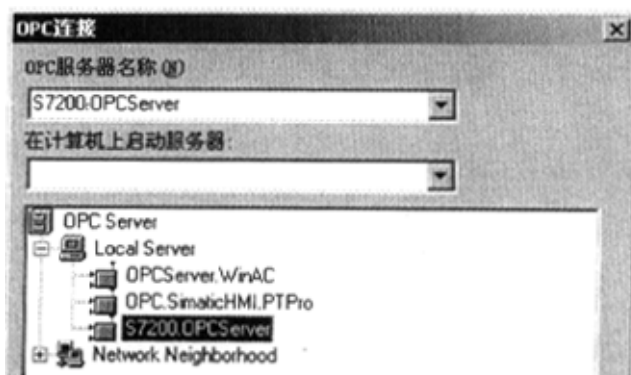 OPC连接
OPC服务器名称(N)
S7200.OPCServer
在计算机上启动服务器:
OPC Server
Local Server
OPCServer.WinAC
OPC.SimaticHMI.PTPro
S7200.OPCServer
Network Neighborhood